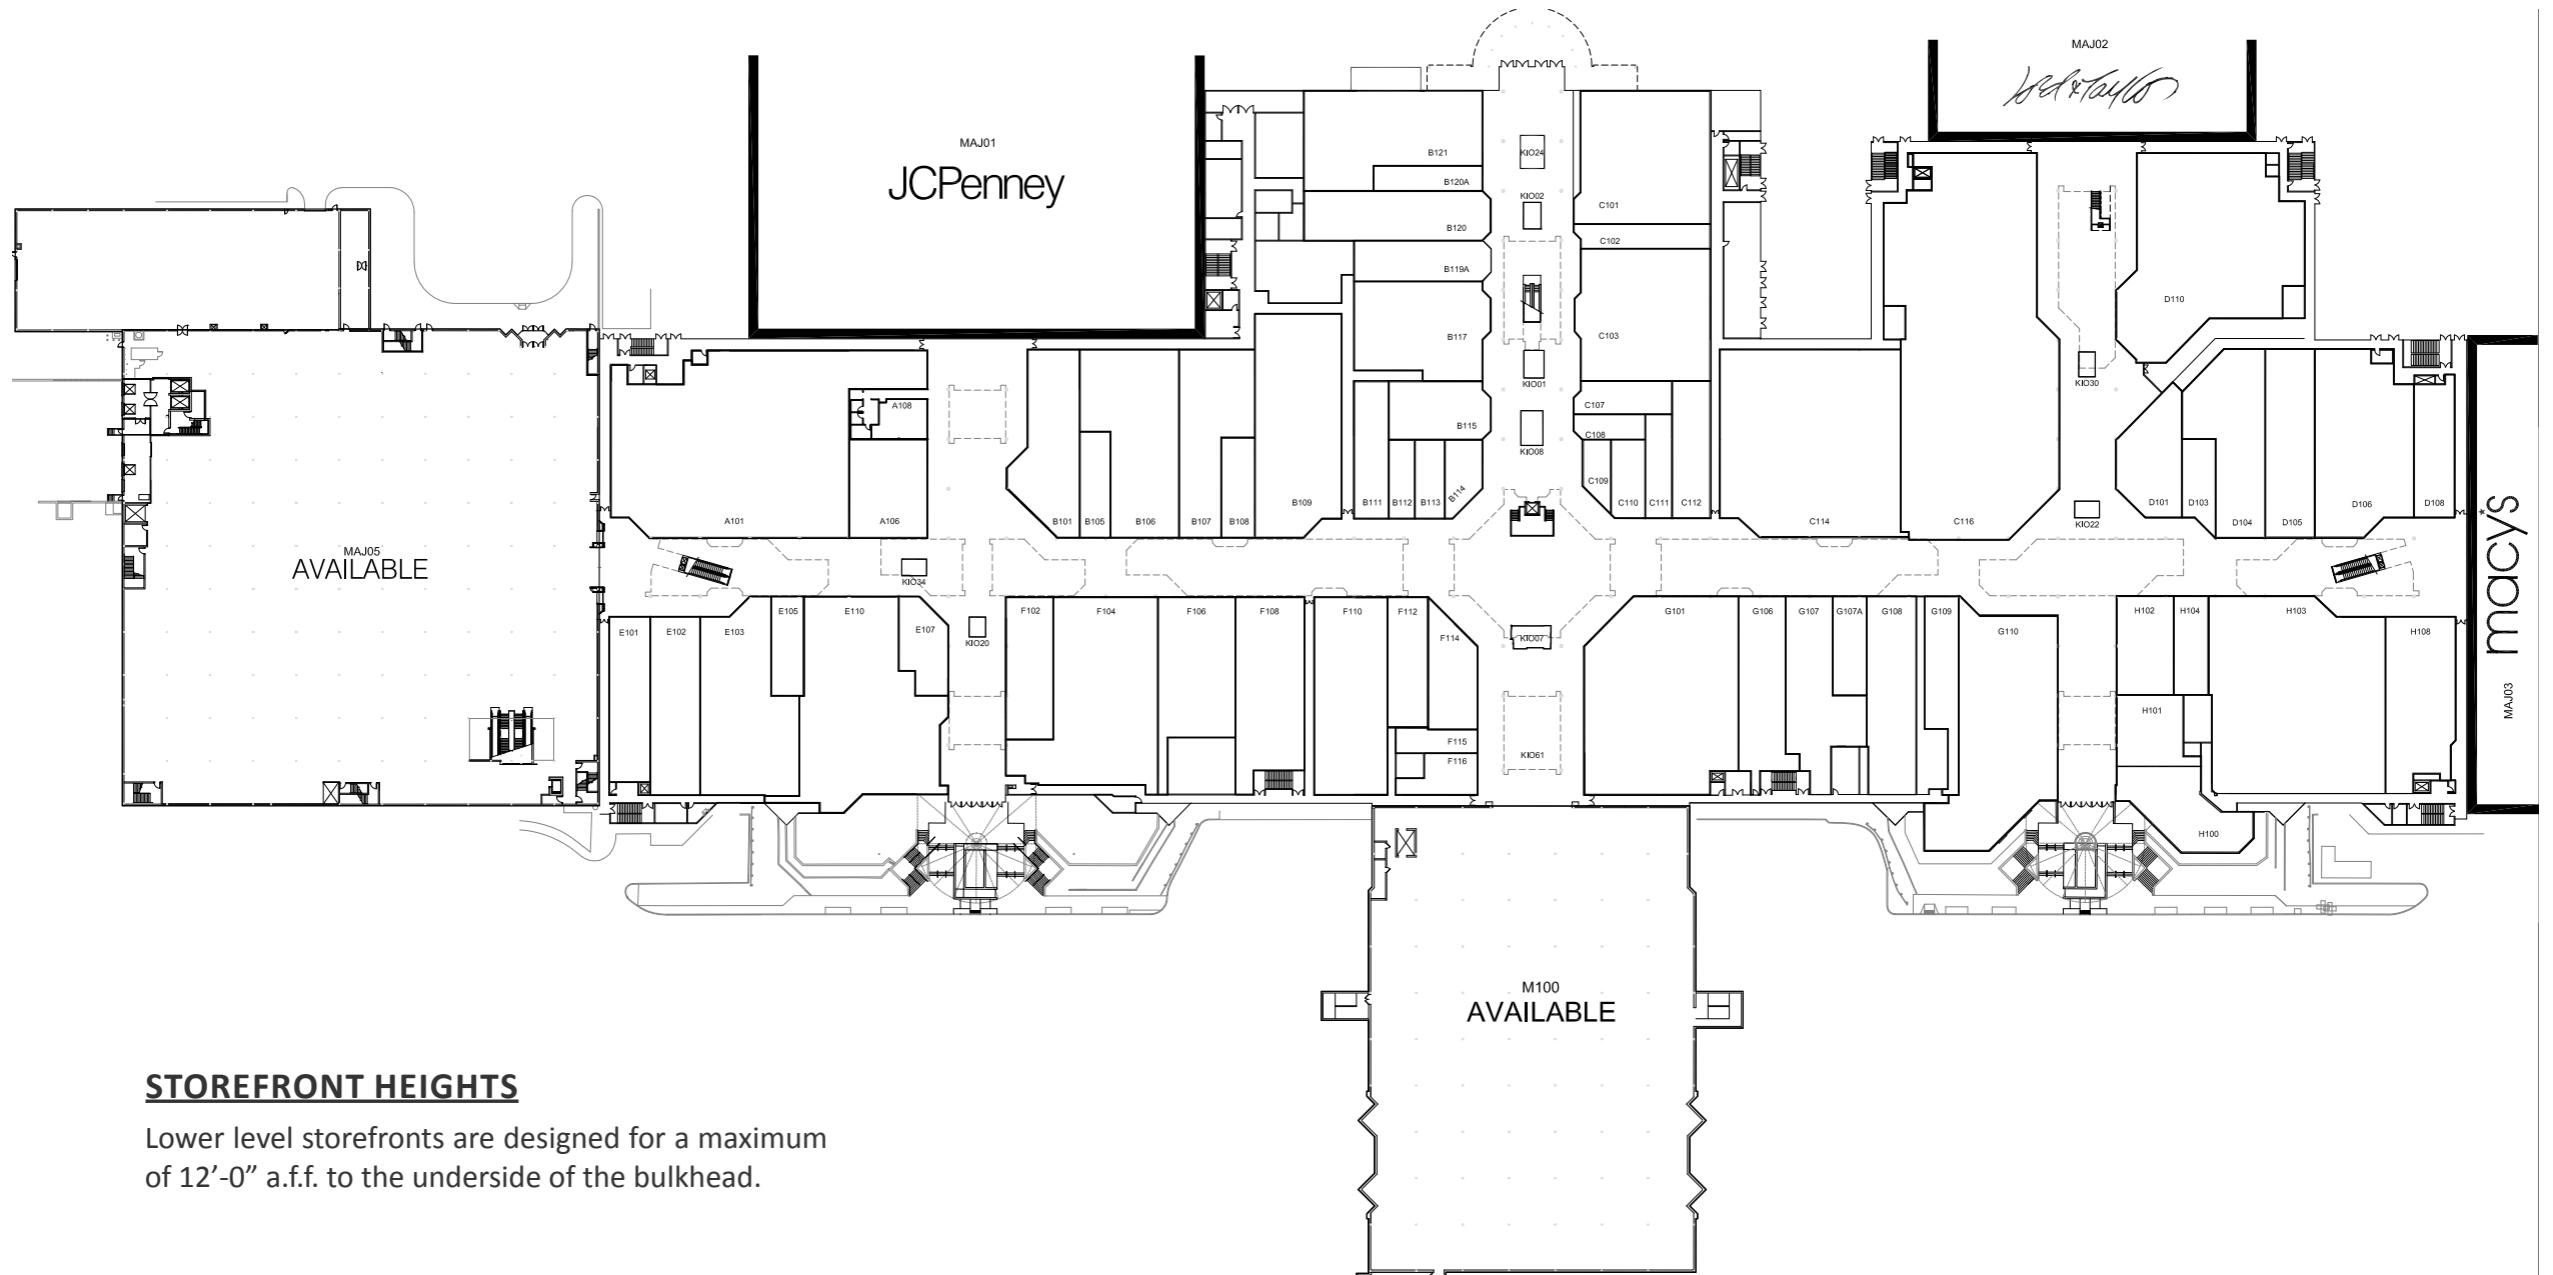 MAJ02
Lord & Taylor
MAJ01
JCPenney
B121
KIO24
B120A
KIO02
C101
B120
C102
B119A
D110
B117
C103
KIO01
KIO30
A108
C107
B115
C108
KIO08
C109
B114
B109
B111
B112
B113
C110
C111
C112
D101
D103
D106
D108
A101
A106
B101
B105
B106
B107
B108
C114
C116
KIO22
D104
D105
macy★s
MAJ05
AVAILABLE
KIO34
E105
E110
F102
F104
F106
F108
F110
F112
G101
G106
G107
G107A
G108
G109
H102
H104
H103
E101
E102
E103
E107
KIO20
F114
KIO07
G110
H108
MAJ03
H101
F115
F116
KIO61
H100
M100
AVAILABLE
STOREFRONT HEIGHTS
Lower level storefronts are designed for a maximum
of 12’-0” a.f.f. to the underside of the bulkhead.